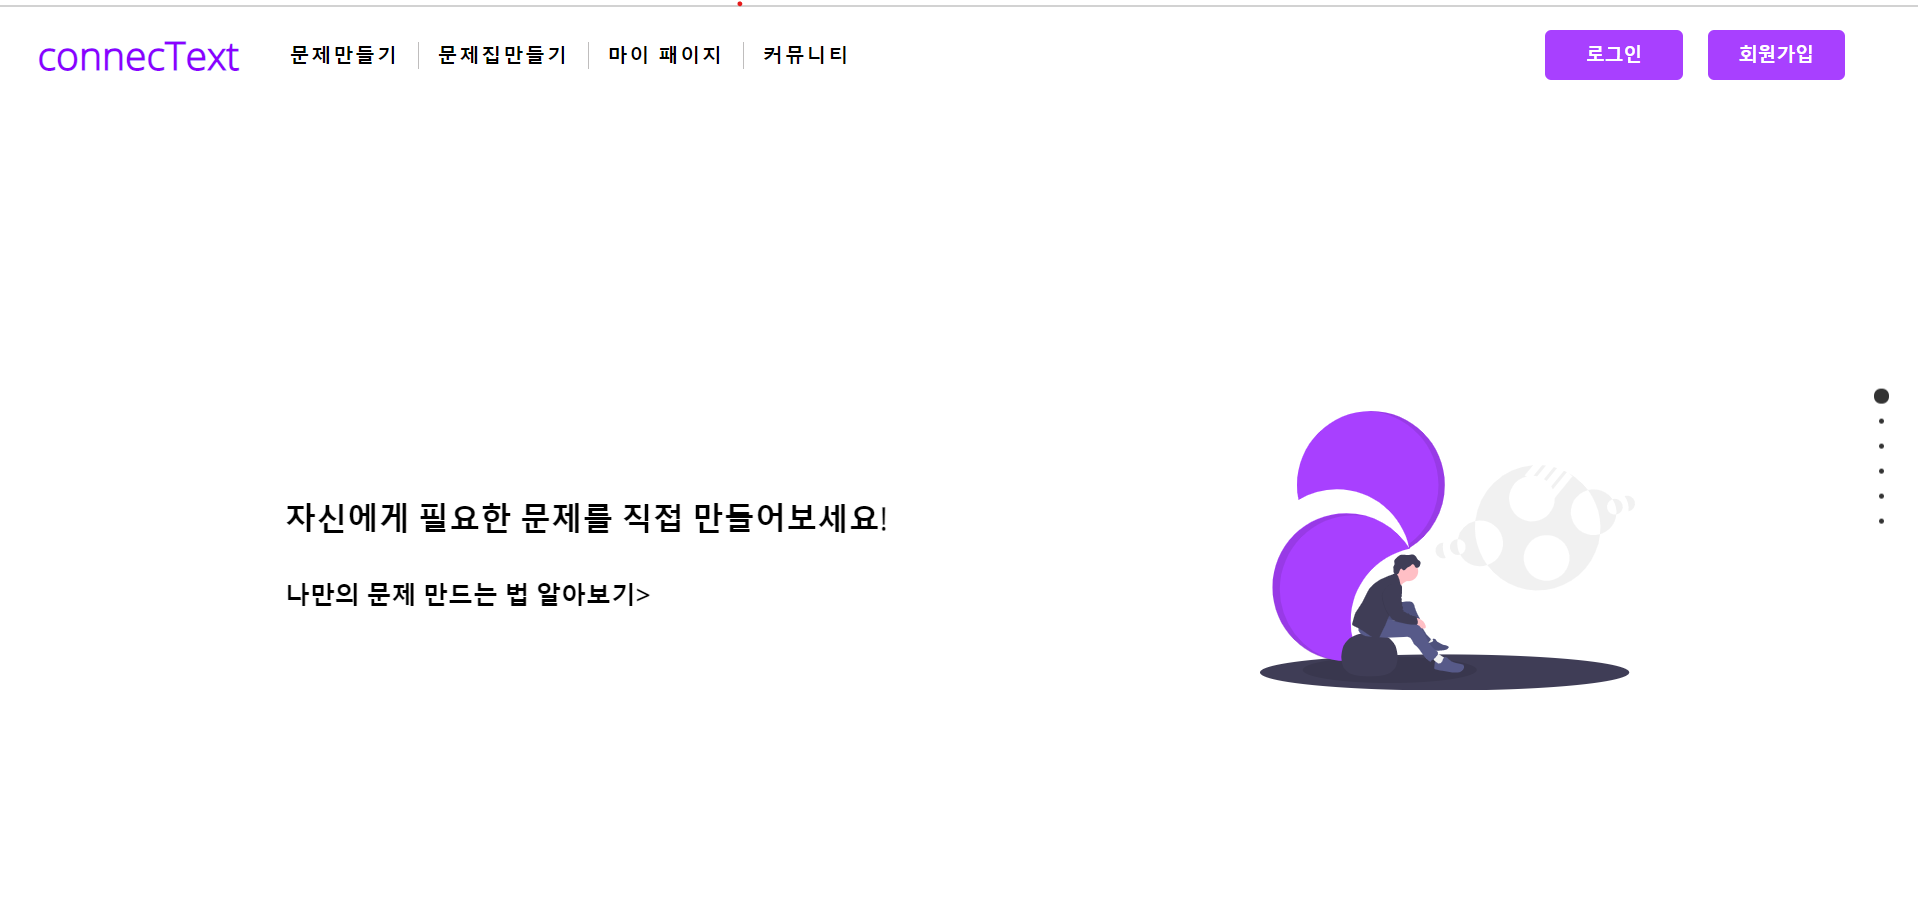 connecText
문제만들기 문제집만들기 마이 페이지 커뮤니티 로그인 회원가입
자신에게 필요한 문제를 직접 만들어보세요!
나만의 문제 만드는 법 알아보기>